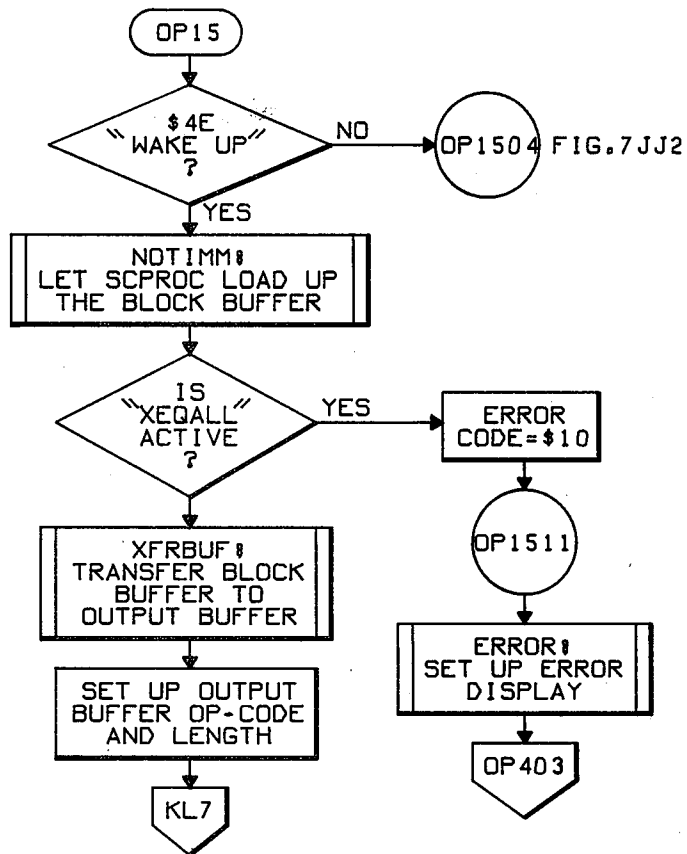 OP15
$4E
"WAKE UP"
?
NO
OP1504 FIG.7JJ2
YES
NOTIMM:
LET SCPROC LOAD UP
THE BLOCK BUFFER
IS
"XEQALL"
ACTIVE
?
YES
ERROR
CODE=$10
OP1511
ERROR:
SET UP ERROR
DISPLAY
OP403
XFRBUF:
TRANSFER BLOCK
BUFFER TO
OUTPUT BUFFER
SET UP OUTPUT
BUFFER OP-CODE
AND LENGTH
KL7